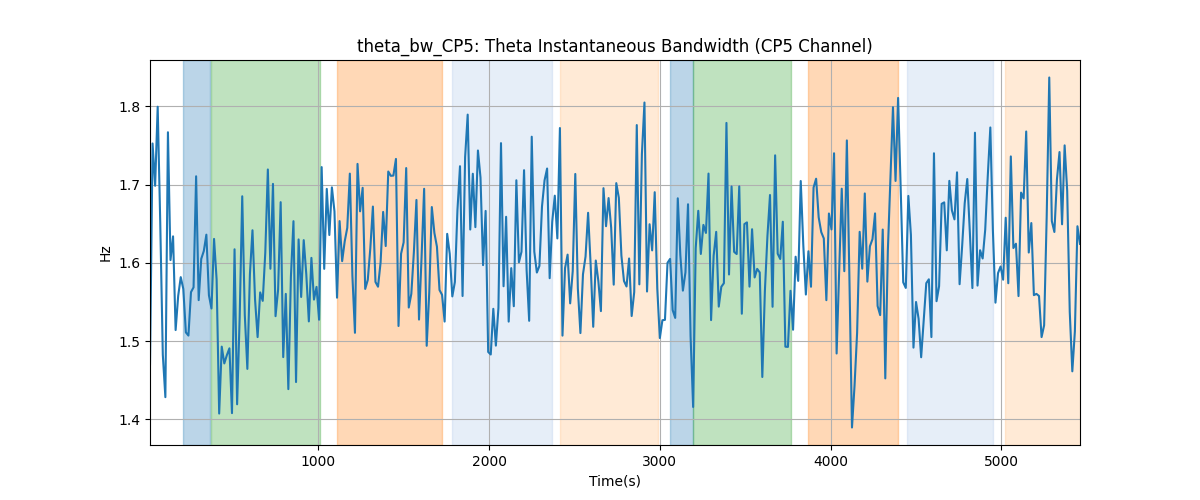 theta_bw_CP5: Theta Instantaneous Bandwidth (CP5 Channel)
Hz
1.8
1.7
1.6
1.5
1.4
1000 2000 3000 4000 5000
Time(s)